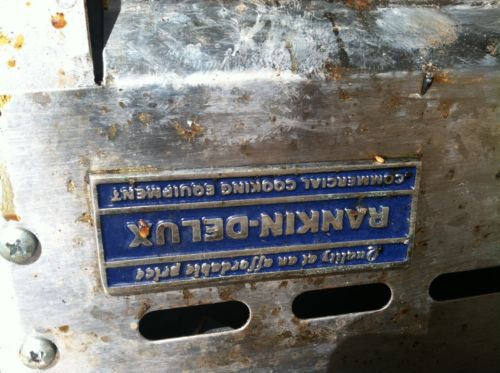 Quality at an affordable price
RANKIN-DELUX
COMMERCIAL COOKING EQUIPMENT